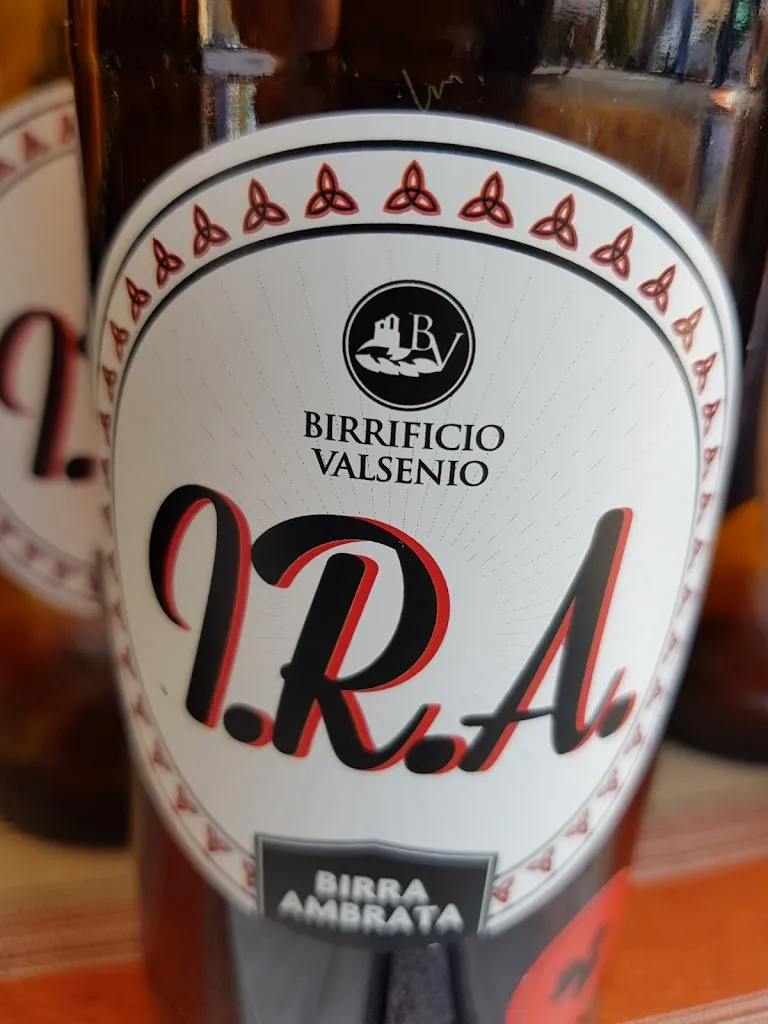 BV
BIRRIFICIO
VALSENIO
I.R.A.
BIRRA
AMBRATA
I.